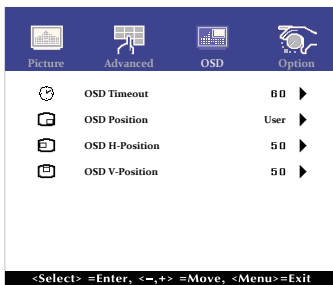 Picture Advanced OSD Option
OSD Timeout 60
OSD Position User
OSD H-Position 50
OSD V-Position 50
<Select> =Enter, <–,+> =Move, <Menu>=Exit